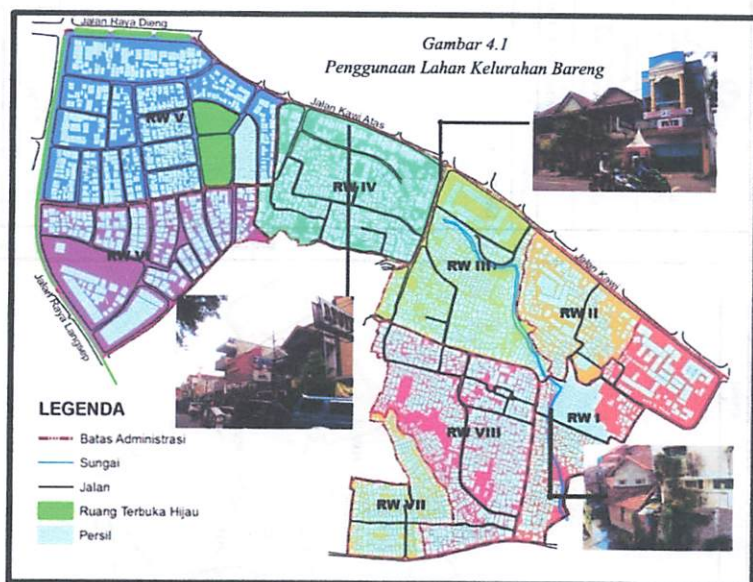 Jalan Raya Dieng
Gambar 4.1
Penggunaan Lahan Kelurahan Bareng
Jalan Kawi Atas
RW V
RW IV
RW VI
RW III
Jalan Kawi
RW II
Jalan Raya Langsep
RW I
RW VIII
RW VII
LEGENDA
Batas Administrasi
Sungai
Jalan
Ruang Terbuka Hijau
Persil